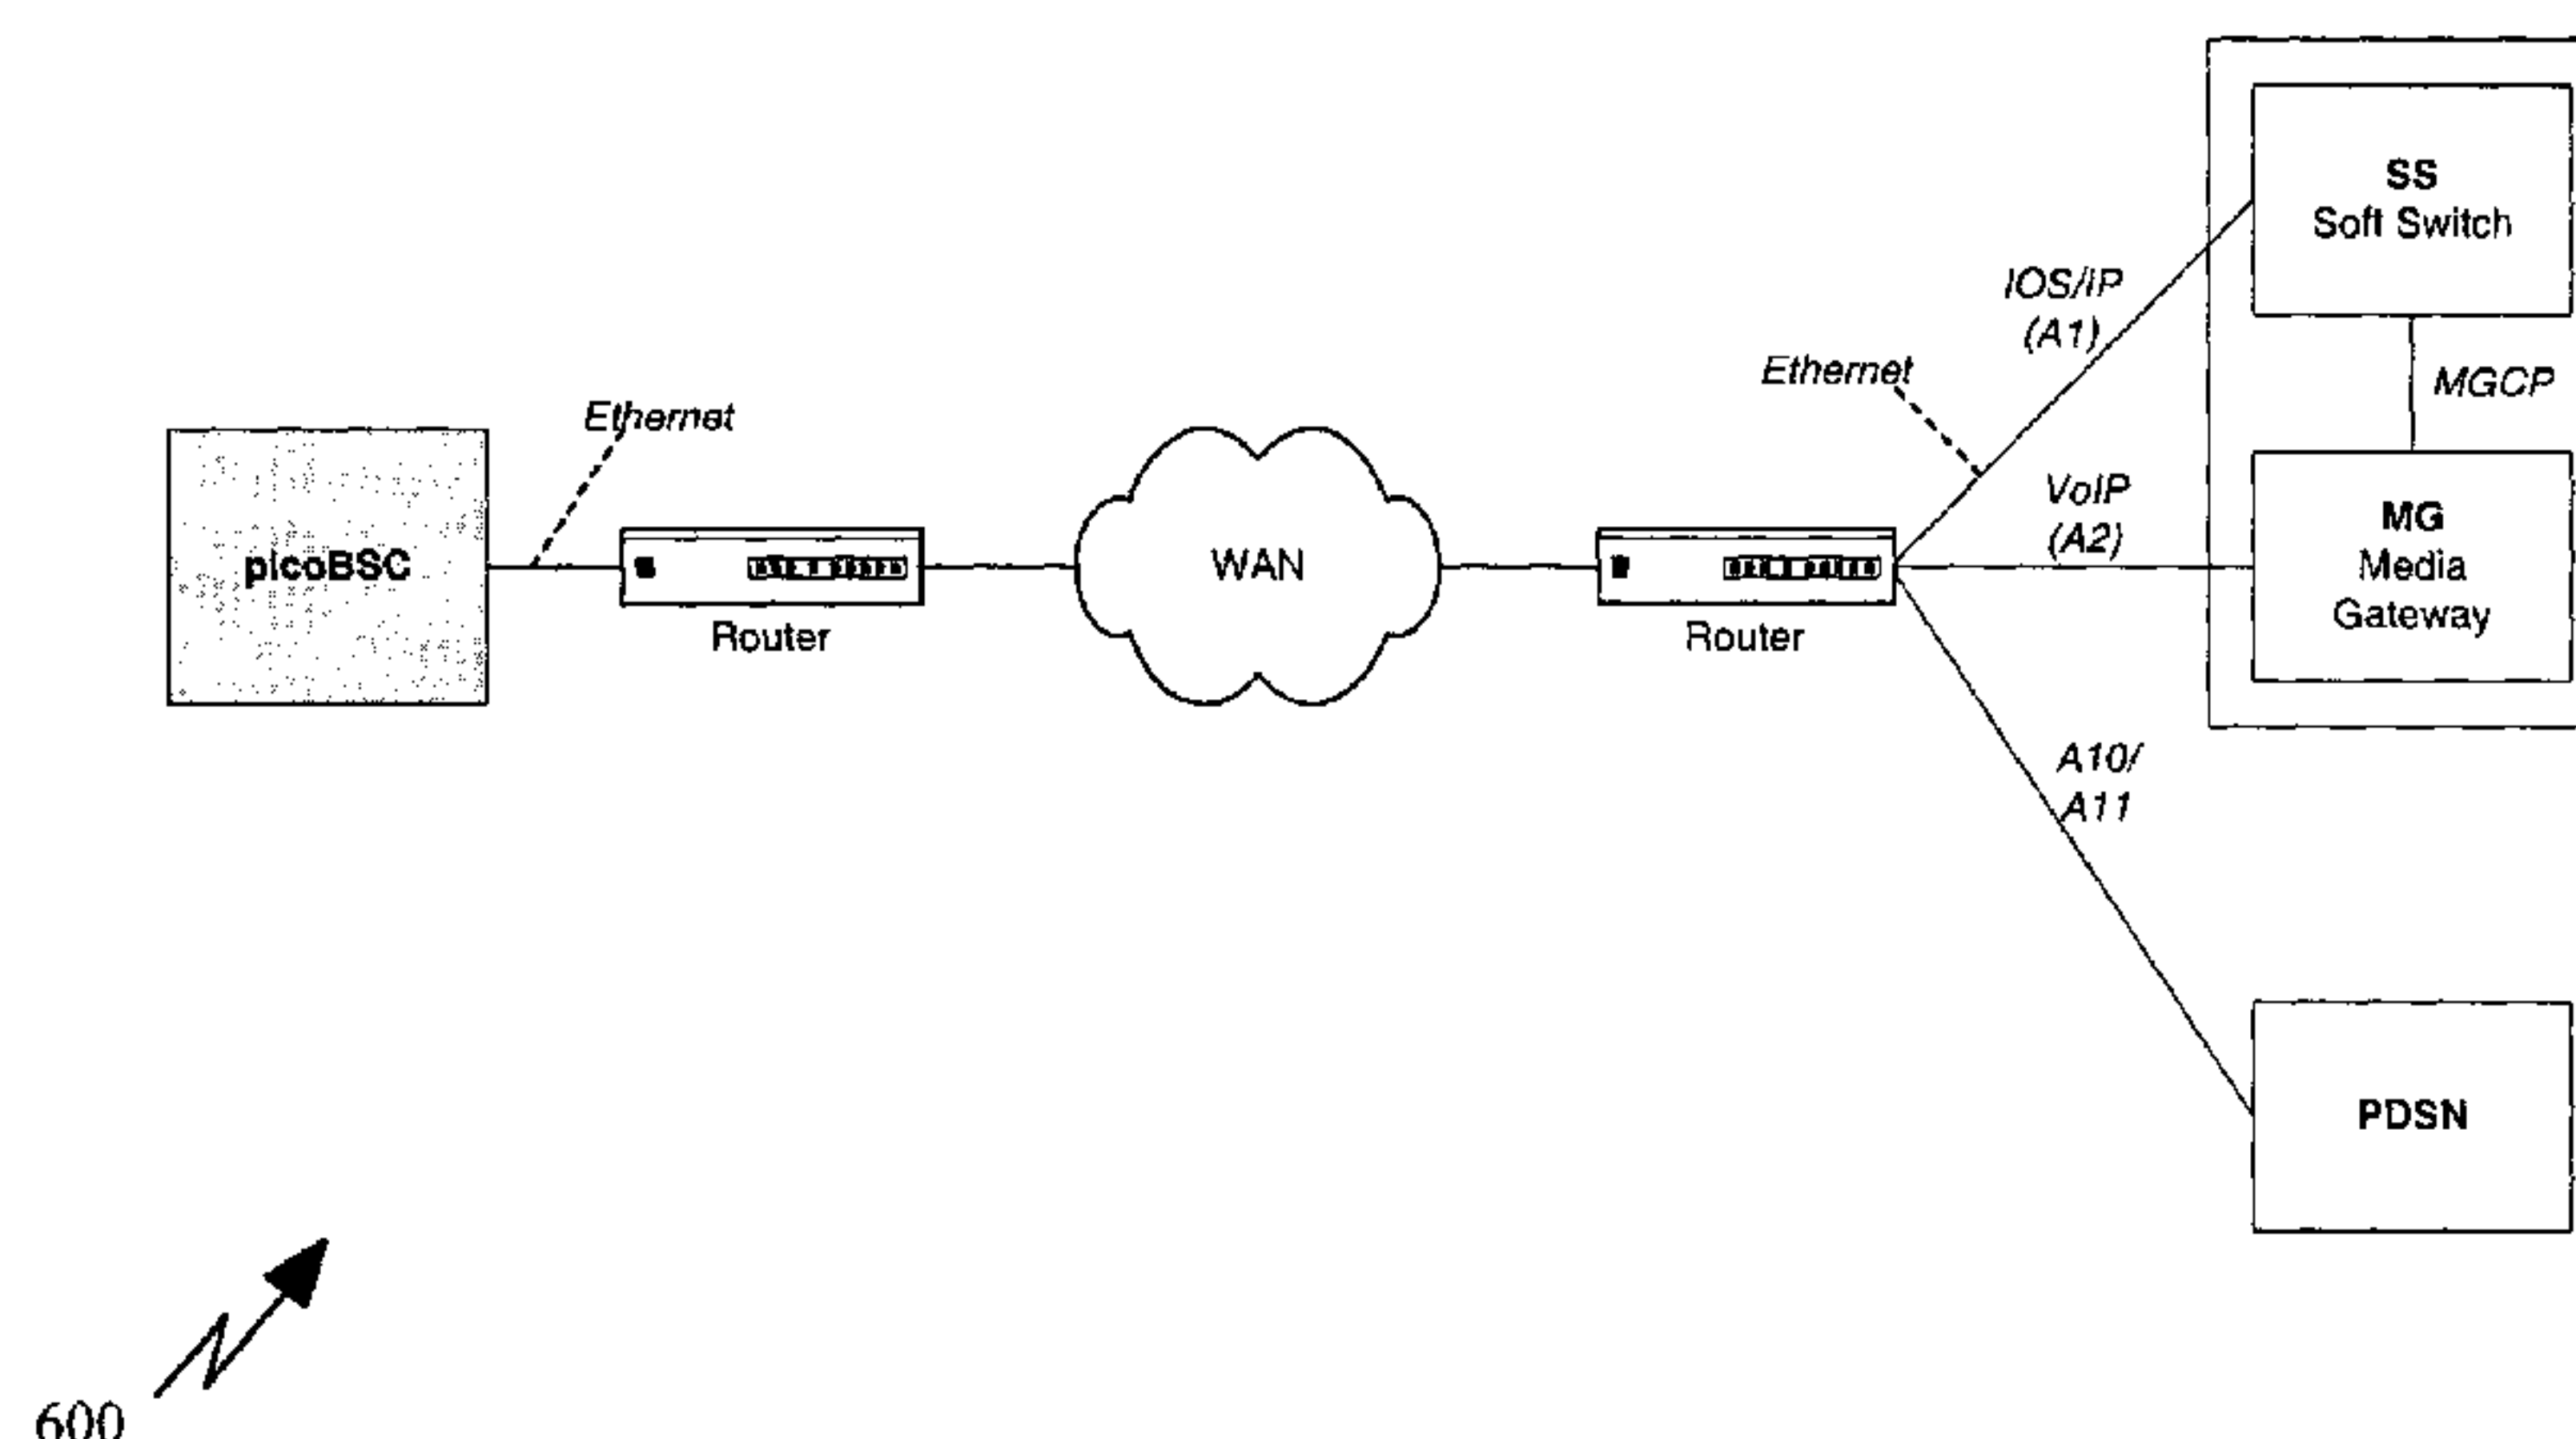 SS
Soft Switch
IOS/IP
(A1)
Ethernet
MGCP
Ethernet
picoBSC
Router
WAN
Router
VoIP
(A2)
MG
Media
Gateway
A10/
A11
PDSN
600